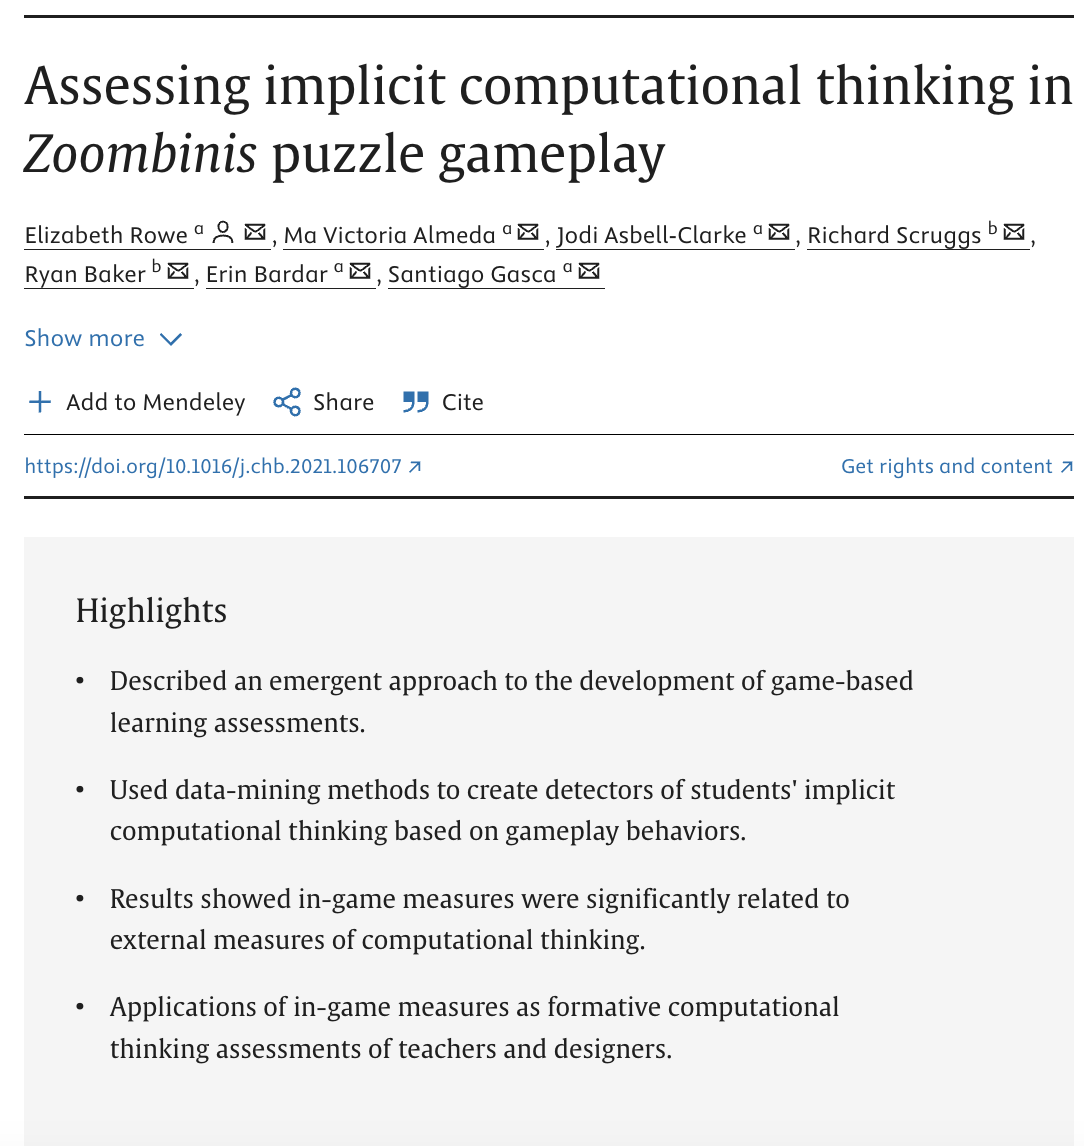 Assessing implicit computational thinking in
Zoombinis puzzle gameplay
Elizabeth Rowe a, Ma Victoria Almeda a, Jodi Asbell-Clarke a, Richard Scruggs b,
Ryan Baker b, Erin Bardar a, Santiago Gasca a
Show more
Add to Mendeley Share Cite
https://doi.org/10.1016/j.chb.2021.106707 Get rights and content
Highlights
• Described an emergent approach to the development of game-based
learning assessments.
• Used data-mining methods to create detectors of students' implicit
computational thinking based on gameplay behaviors.
• Results showed in-game measures were significantly related to
external measures of computational thinking.
• Applications of in-game measures as formative computational
thinking assessments of teachers and designers.